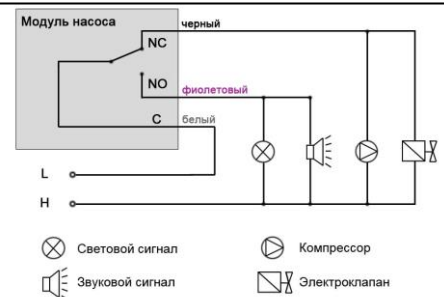 Модуль насоса
черный
NC
NO
фиолетовый
C
белый
L
Н
Световой сигнал
Компрессор
Звуковой сигнал
Электроклапан